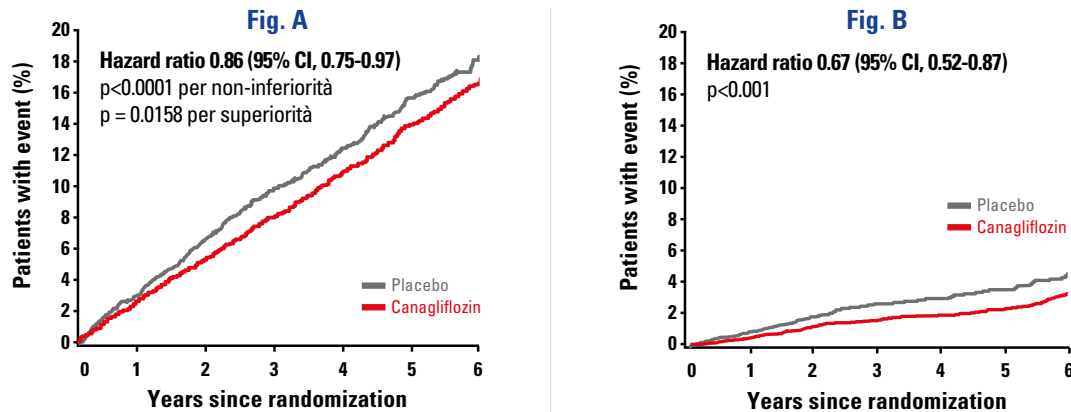 Fig. A
Hazard ratio 0.86 (95% CI, 0.75-0.97)
p<0.0001 per non-inferiorità
p = 0.0158 per superiorità
Patients with event (%)
20
18
16
14
12
10
8
6
4
2
0
Placebo
Canagliflozin
0 1 2 3 4 5 6
Years since randomization
Fig. B
Hazard ratio 0.67 (95% CI, 0.52-0.87)
p<0.001
Patients with event (%)
20
18
16
14
12
10
8
6
4
2
0
Placebo
Canagliflozin
0 1 2 3 4 5 6
Years since randomization